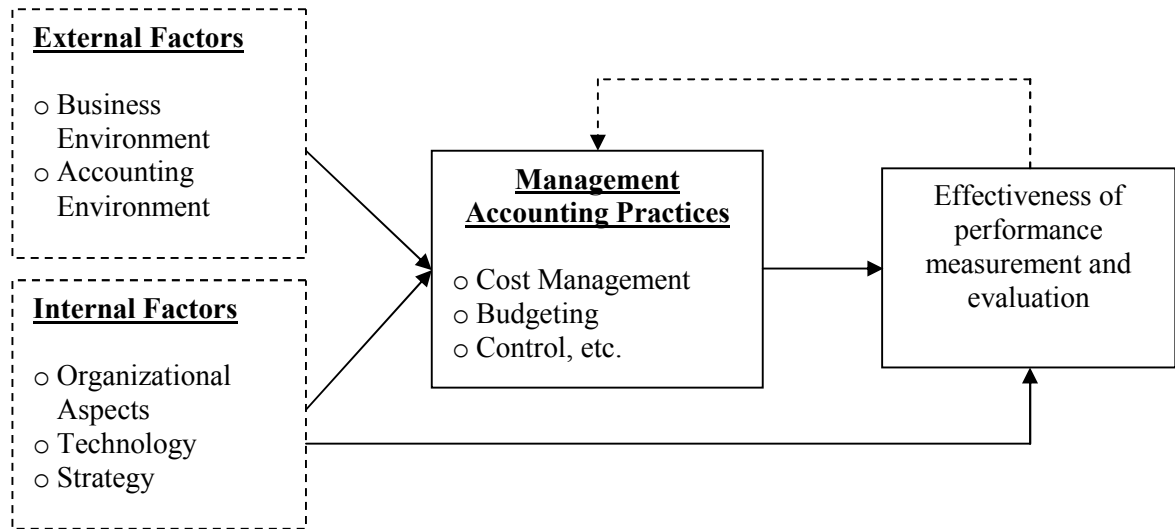 External Factors
○ Business
Environment
○ Accounting
Environment
Internal Factors
○ Organizational
Aspects
○ Technology
○ Strategy
Management
Accounting Practices
○ Cost Management
○ Budgeting
○ Control, etc.
Effectiveness of
performance
measurement and
evaluation